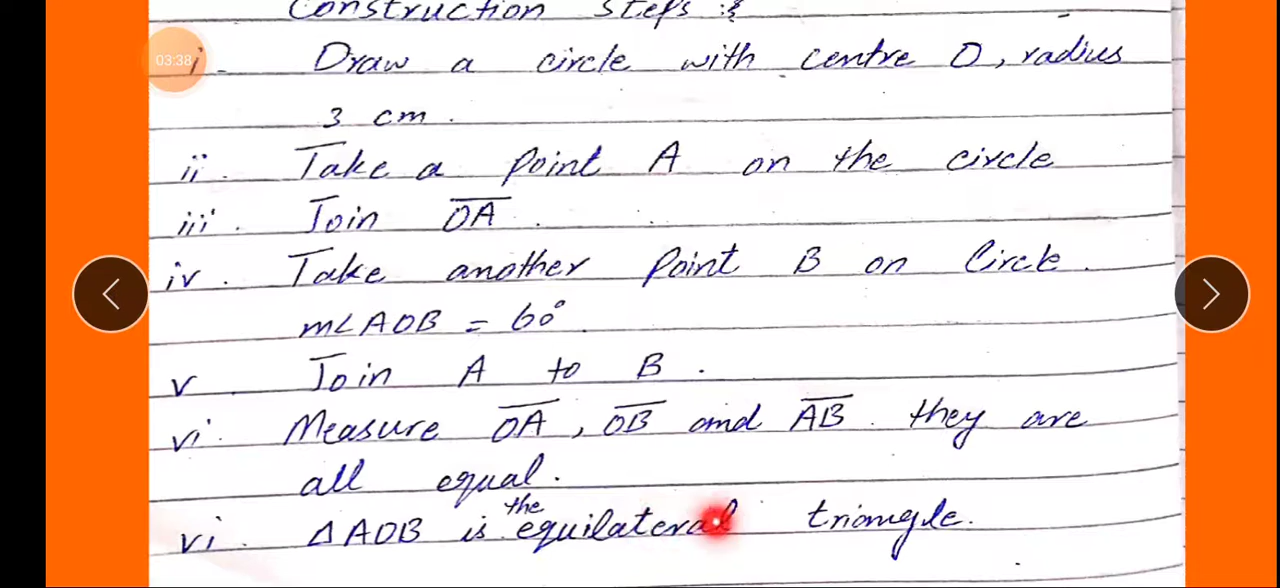 Construction steps :
03:38
i. Draw a circle with centre O, radius
3 cm.
ii. Take a point A on the circle
iii. Join OA.
iv. Take another point B on Circle.
m∠AOB = 60°.
v. Join A to B.
vi. Measure OA, OB and AB. they are
all equal.
vi. ΔAOB is the equilateral triangle.